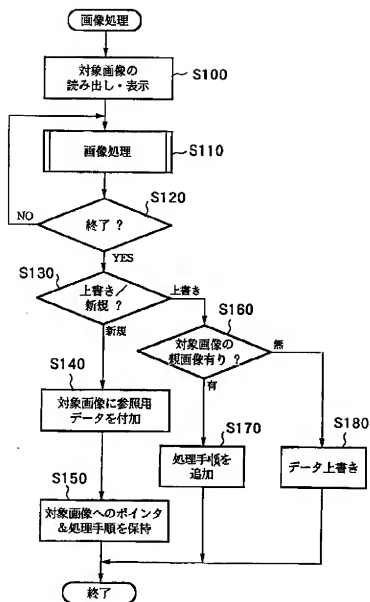 画像処理
対象画像の
読み出し・表示
S100
画像処理
S110
S120
終了 ?
NO
YES
S130
上書き/
新規 ?
上書き
新規
S160
対象画像の
親画像有り ?
無
有
S140
対象画像に参照用
データを付加
S170
処理手順を
追加
S180
データ上書き
S150
対象画像へのポインタ
&処理手順を保持
終了